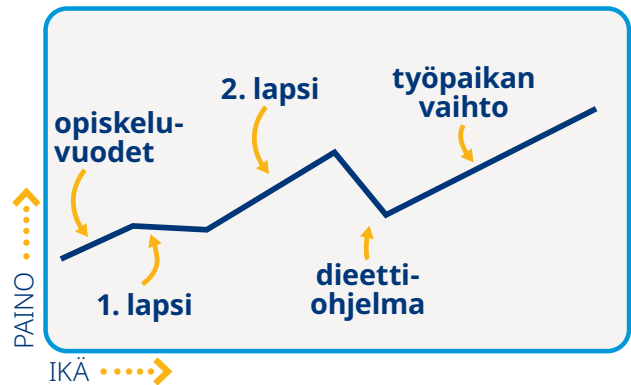 opiskelu-
vuodet
1. lapsi
2. lapsi
dieetti-
ohjelma
työpaikan
vaihto
PAINO
IKÄ